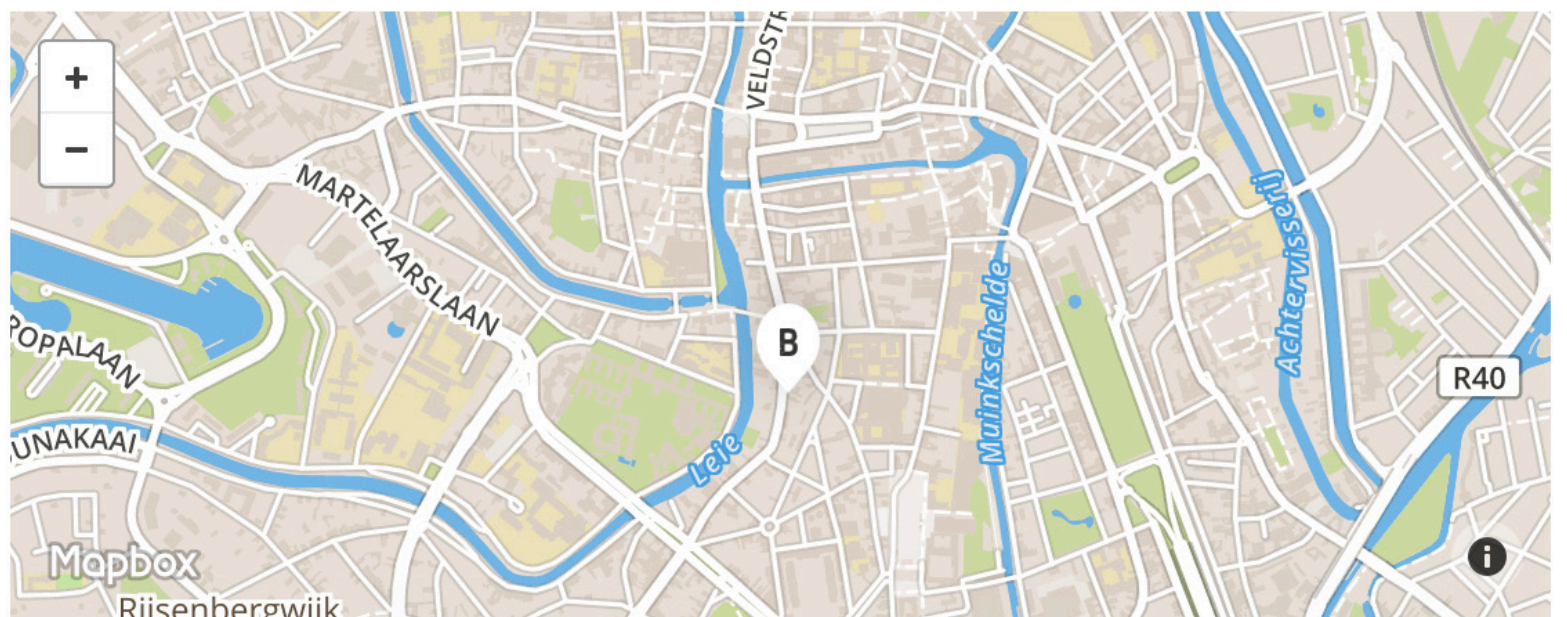 +
−
VELDSTR
MARTELAARSLAAN
Achtervisserij
B
Muinkschelde
ROPALAAN
R40
UNAKAAI
Leie
Mapbox
i
Rijsenbergwijk